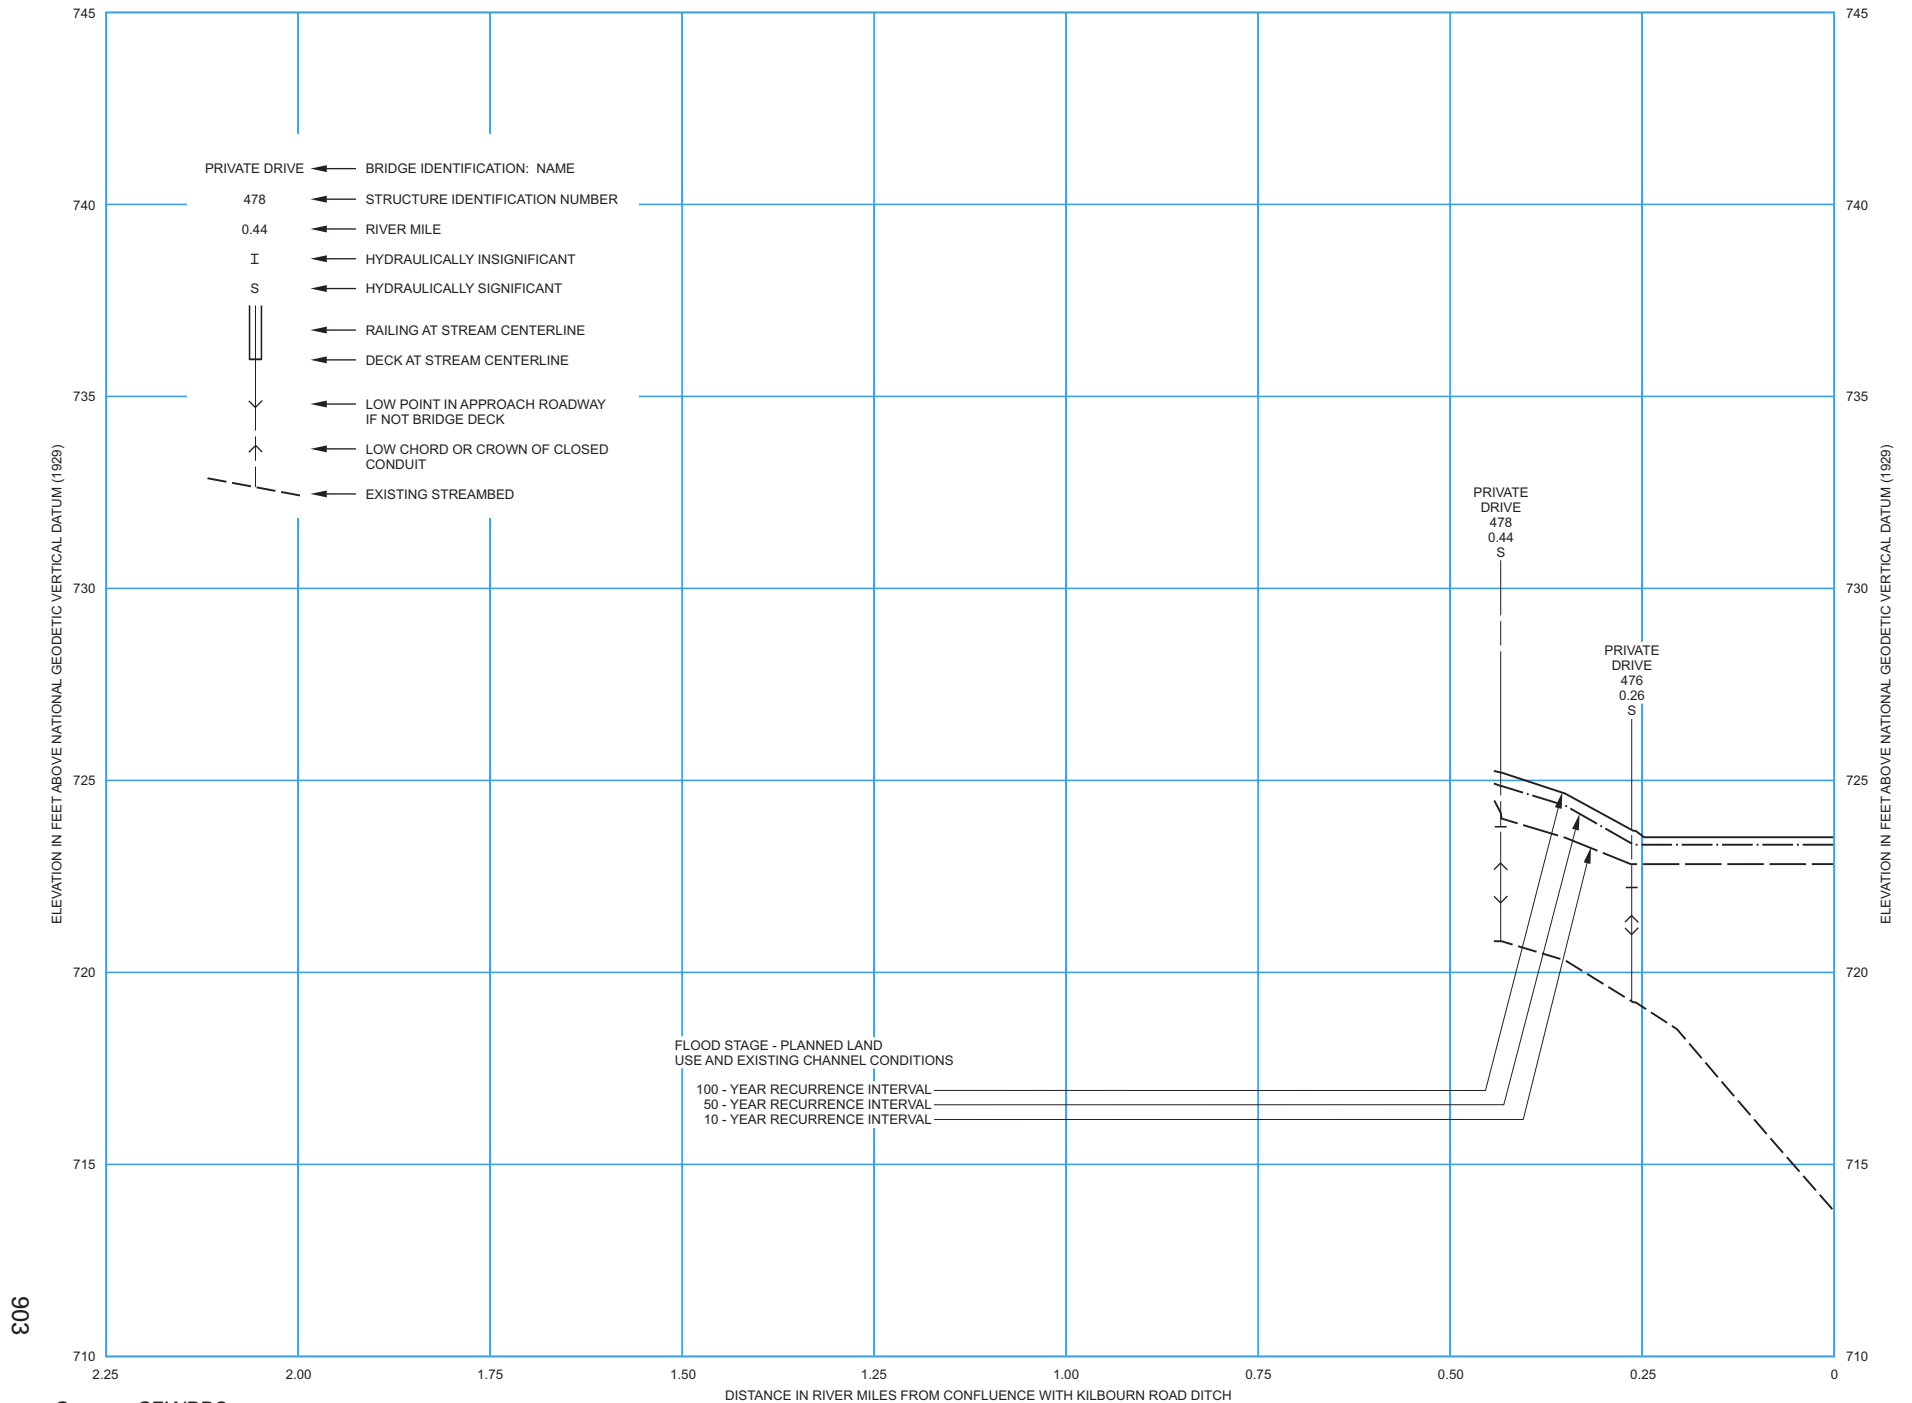 745
745
PRIVATE DRIVE BRIDGE IDENTIFICATION: NAME
478 STRUCTURE IDENTIFICATION NUMBER
740
740
0.44 RIVER MILE
I HYDRAULICALLY INSIGNIFICANT
S HYDRAULICALLY SIGNIFICANT
RAILING AT STREAM CENTERLINE
DECK AT STREAM CENTERLINE
735
735
LOW POINT IN APPROACH ROADWAY
IF NOT BRIDGE DECK
LOW CHORD OR CROWN OF CLOSED
CONDUIT
EXISTING STREAMBED
ELEVATION IN FEET ABOVE NATIONAL GEODETIC VERTICAL DATUM (1929)
ELEVATION IN FEET ABOVE NATIONAL GEODETIC VERTICAL DATUM (1929)
PRIVATE
DRIVE
478
0.44
S
730
730
PRIVATE
DRIVE
476
0.26
S
725
725
720
720
FLOOD STAGE - PLANNED LAND
USE AND EXISTING CHANNEL CONDITIONS
100 - YEAR RECURRENCE INTERVAL
50 - YEAR RECURRENCE INTERVAL
10 - YEAR RECURRENCE INTERVAL
715
715
903
710
710
2.25 2.00 1.75 1.50 1.25 1.00 0.75 0.50 0.25 0
DISTANCE IN RIVER MILES FROM CONFLUENCE WITH KILBOURN ROAD DITCH